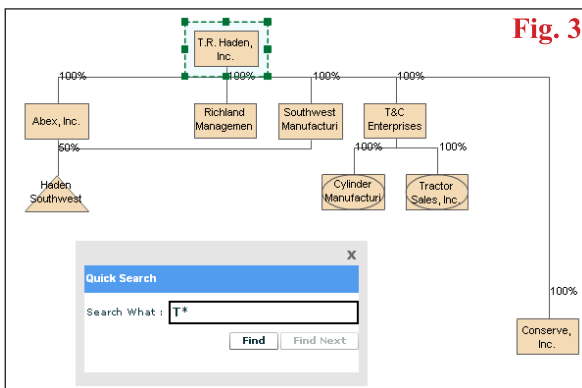 Fig. 3
T.R. Haden,
Inc.
100%
100%
100%
100%
Abex, Inc.
Richland
Managemen
Southwest
Manufacturi
T&C
Enterprises
50%
100%
100%
Haden
Southwest
Cylinder
Manufacturi
Tractor
Sales, Inc.
X
Quick Search
Search What : T*
Find Find Next
100%
Conserve,
Inc.